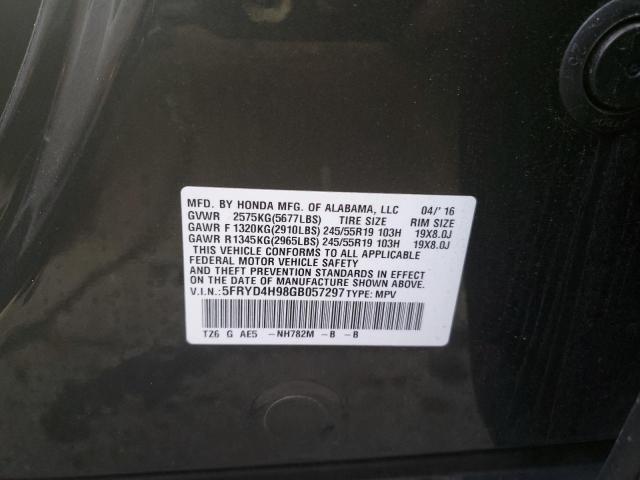 MFD. BY HONDA MFG. OF ALABAMA, LLC 04/'16
GVWR 2575KG(5677LBS) TIRE SIZE RIM SIZE
GAWR F 1320KG(2910LBS) 245/55R19 103H 19X8.0J
GAWR R1345KG(2965LBS) 245/55R19 103H 19X8.0J
THIS VEHICLE CONFORMS TO ALL APPLICABLE
FEDERAL MOTOR VEHICLE SAFETY
AND THEFT PREVENTION STANDARDS IN EFFECT
ON THE DATE OF MANUFACTURE SHOWN ABOVE.
V.I.N.:5FRYD4H98GB057297 TYPE: MPV
TZ6 G AE5 -NH782M -B -B